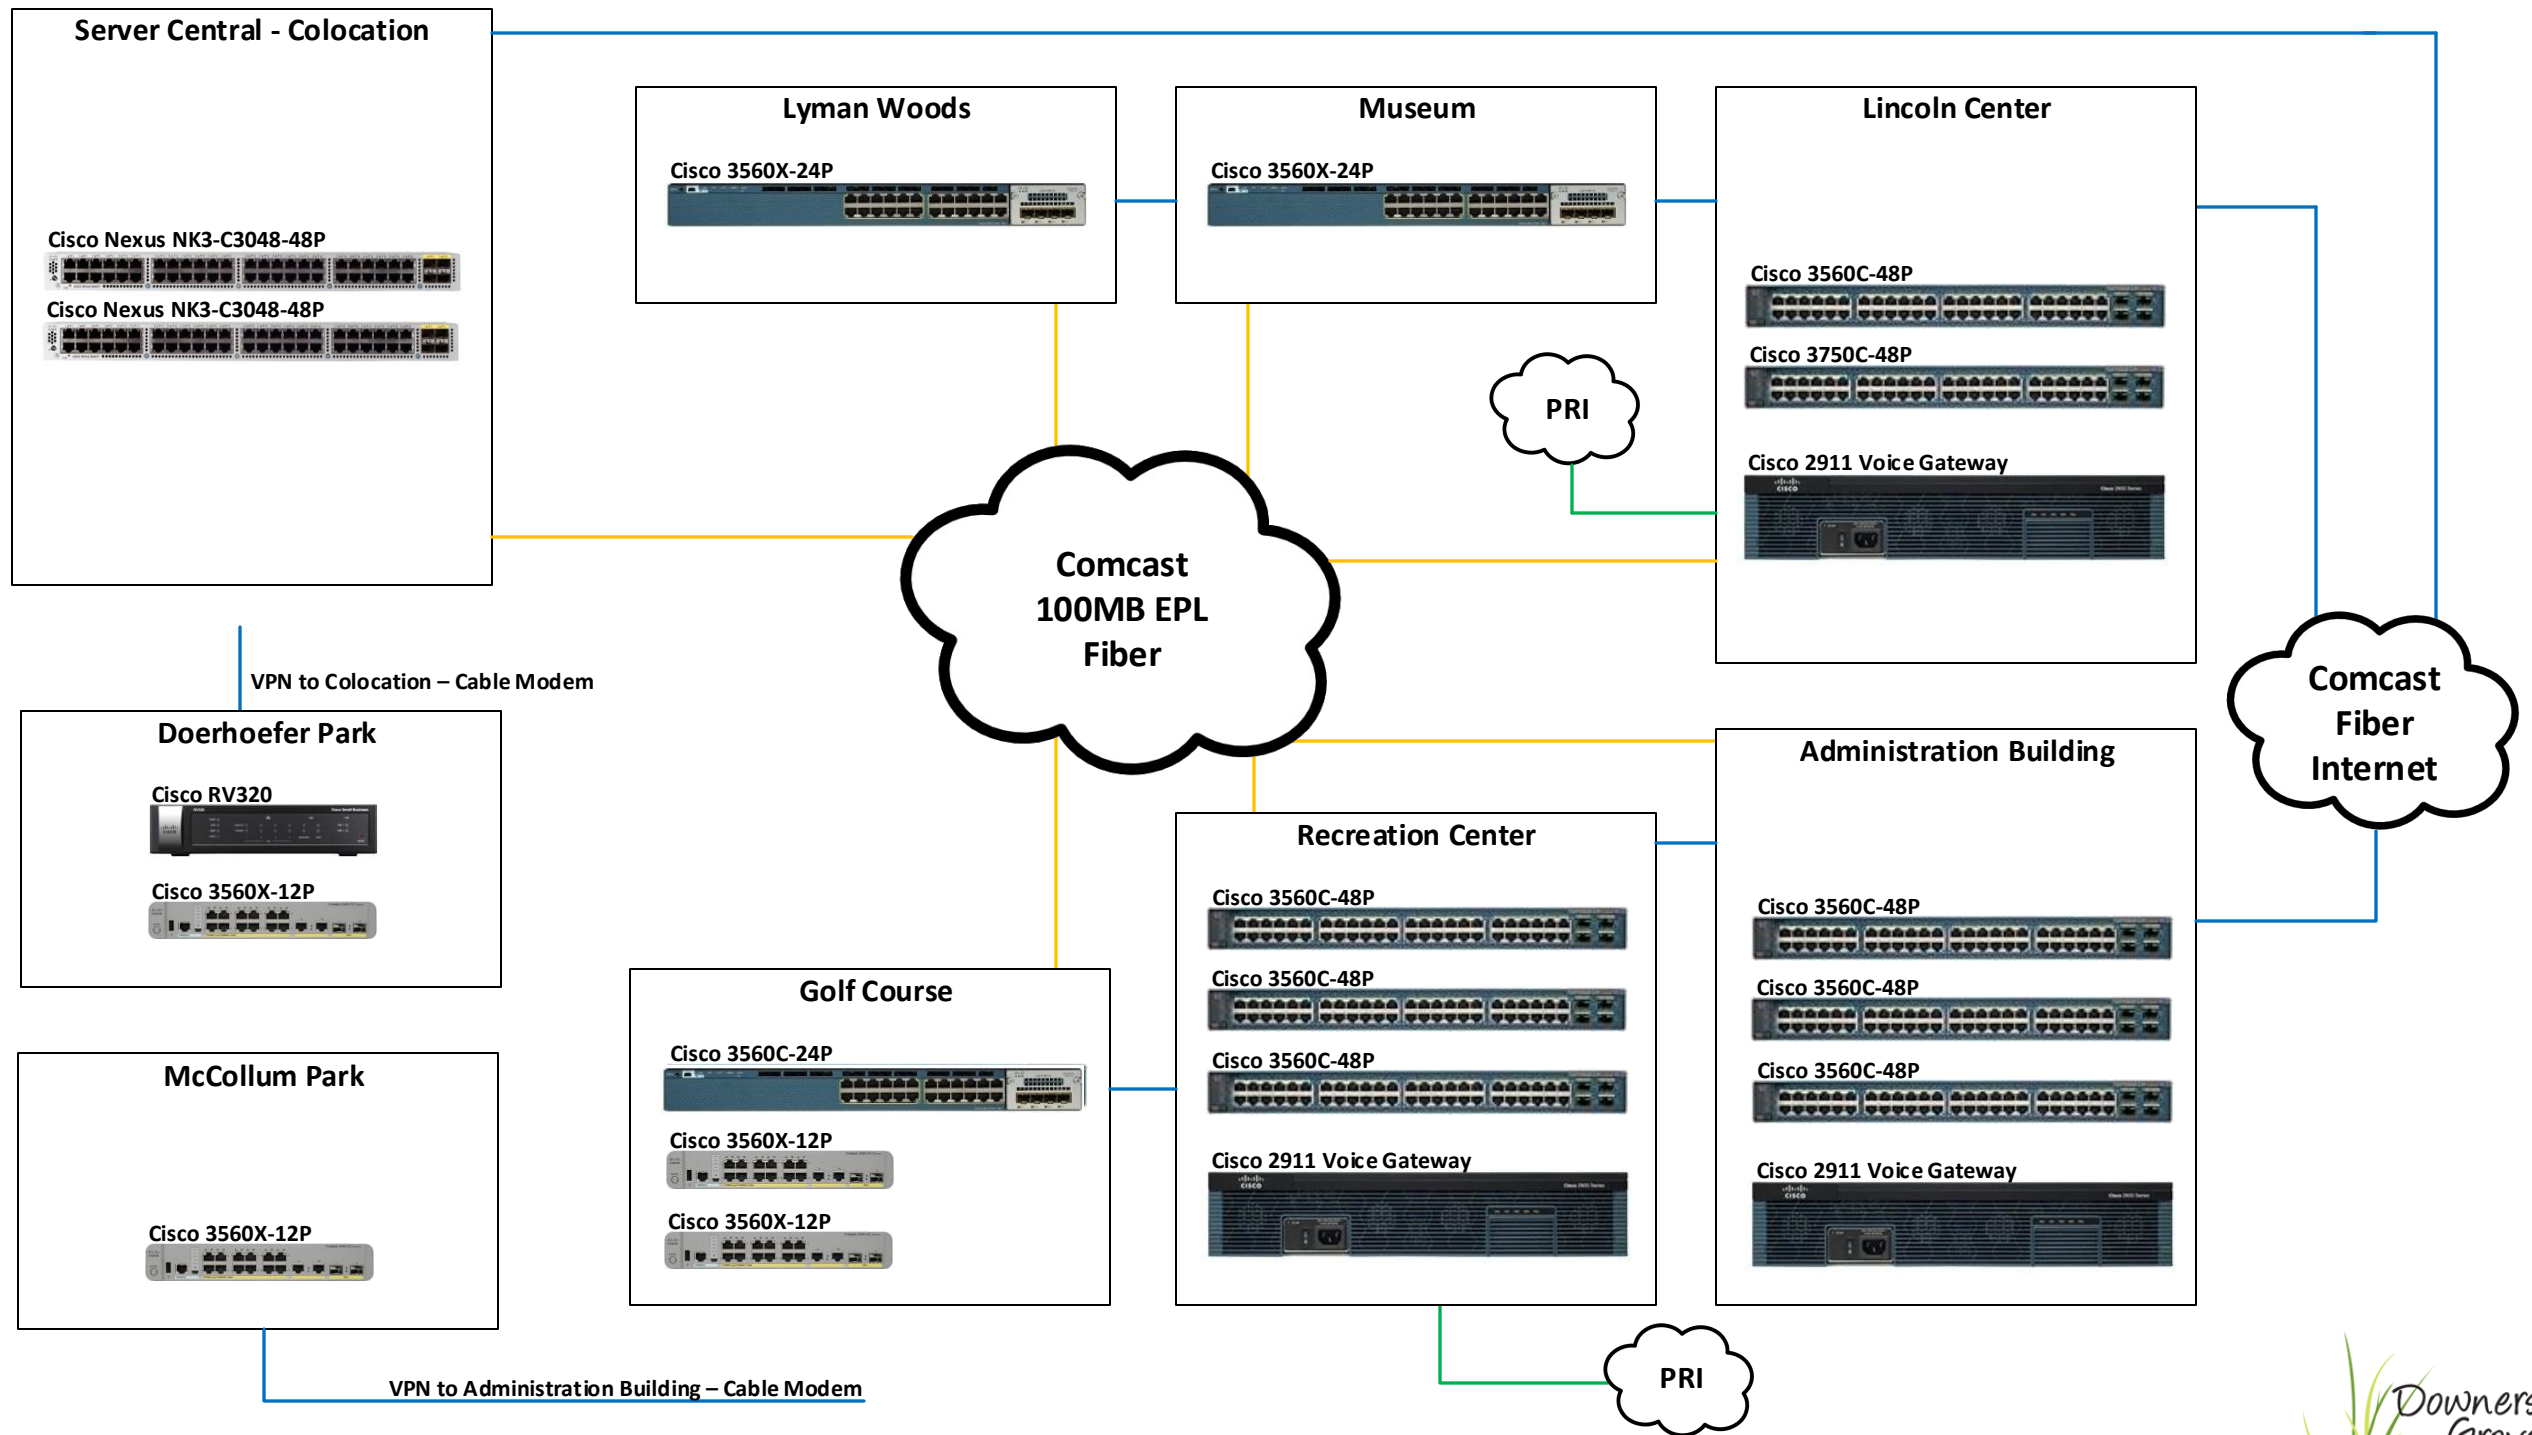 Server Central - Colocation
Cisco Nexus NK3-C3048-48P
Cisco Nexus NK3-C3048-48P
Lyman Woods
Cisco 3560X-24P
Museum
Cisco 3560X-24P
Lincoln Center
Cisco 3560C-48P
Cisco 3750C-48P
Cisco 2911 Voice Gateway
CISCO
PRI
Comcast
100MB EPL
Fiber
Comcast
Fiber
Internet
VPN to Colocation – Cable Modem
Doerhoefer Park
Cisco RV320
Cisco 3560X-12P
McCollum Park
Cisco 3560X-12P
VPN to Administration Building – Cable Modem
Golf Course
Cisco 3560C-24P
Cisco 3560X-12P
Cisco 3560X-12P
Recreation Center
Cisco 3560C-48P
Cisco 3560C-48P
Cisco 3560C-48P
Cisco 2911 Voice Gateway
CISCO
PRI
Administration Building
Cisco 3560C-48P
Cisco 3560C-48P
Cisco 3560C-48P
Cisco 2911 Voice Gateway
CISCO
Downers